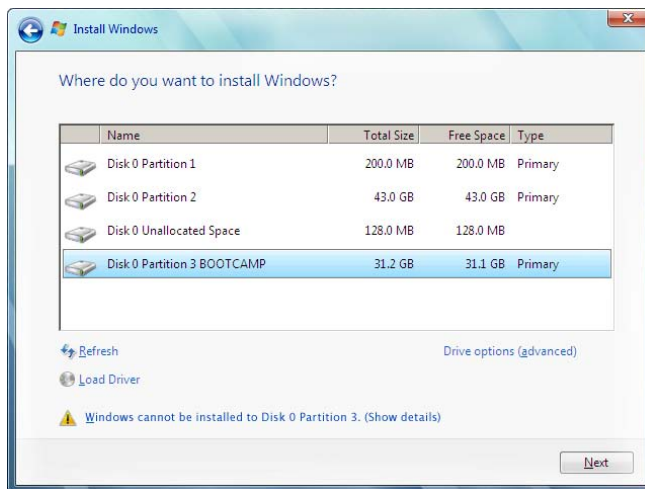 Install Windows
Where do you want to install Windows?
Name Total Size Free Space Type
Disk 0 Partition 1 200.0 MB 200.0 MB Primary
Disk 0 Partition 2 43.0 GB 43.0 GB Primary
Disk 0 Unallocated Space 128.0 MB 128.0 MB
Disk 0 Partition 3 BOOTCAMP 31.2 GB 31.1 GB Primary
Refresh Drive options (advanced)
Load Driver
Windows cannot be installed to Disk 0 Partition 3. (Show details)
Next